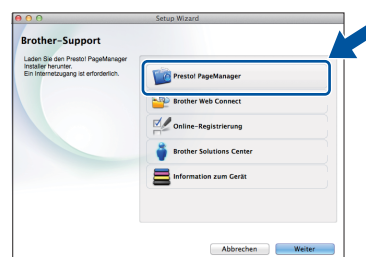 Setup Wizard
Brother-Support
Laden Sie den Presto! PageManager
Installer herunter.
Ein Internetzugang ist erforderlich.
Presto! PageManager
Brother Web Connect
Online-Registrierung
Brother Solutions Center
Information zum Gerät
Abbrechen
Weiter